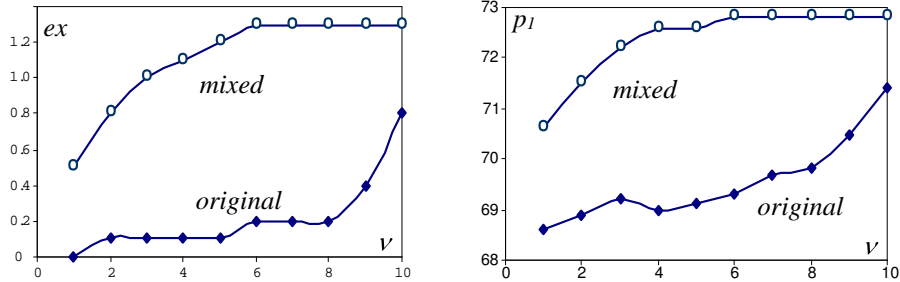 ex
1.2
1.0
0.8
0.6
0.4
0.2
0
mixed
original
ν
0 2 4 6 8 10
p1
73
72
71
70
69
68
mixed
original
ν
0 2 4 6 8 10